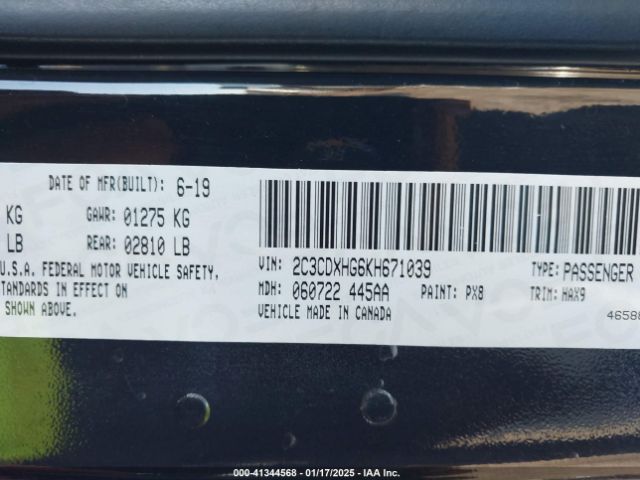 DATE OF MFR(BUILT): 6-19
KG GAWR: 01275 KG
LB REAR: 02810 LB
U.S.A. FEDERAL MOTOR VEHICLE SAFETY,
STANDARDS IN EFFECT ON
SHOWN ABOVE.
VIN: 2C3CDXHG6KH671039 TYPE: PASSENGER
MDH: 060722 445AA PAINT: PX8 TRIM: HAX9
VEHICLE MADE IN CANADA
4658
000-41344568 - 01/17/2025 - IAA Inc.